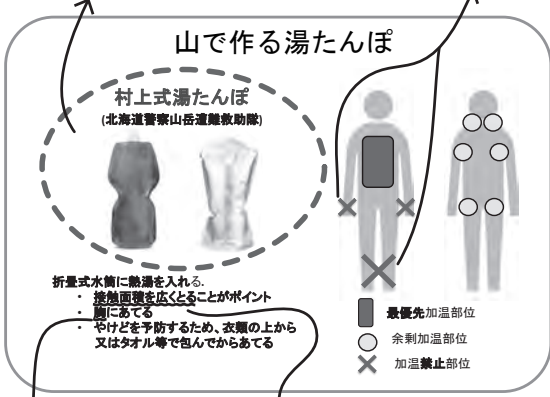 山で作る湯たんぽ
村上式湯たんぽ
(北海道警察山岳遭難救助隊)
折畳式水筒に熱湯を入れる.
・ 接触面積を広くとることがポイント
・ 胸にあてる
・ やけどを予防するため、衣類の上から
又はタオル等で包んでからあてる
最優先加温部位
余剰加温部位
加温禁止部位